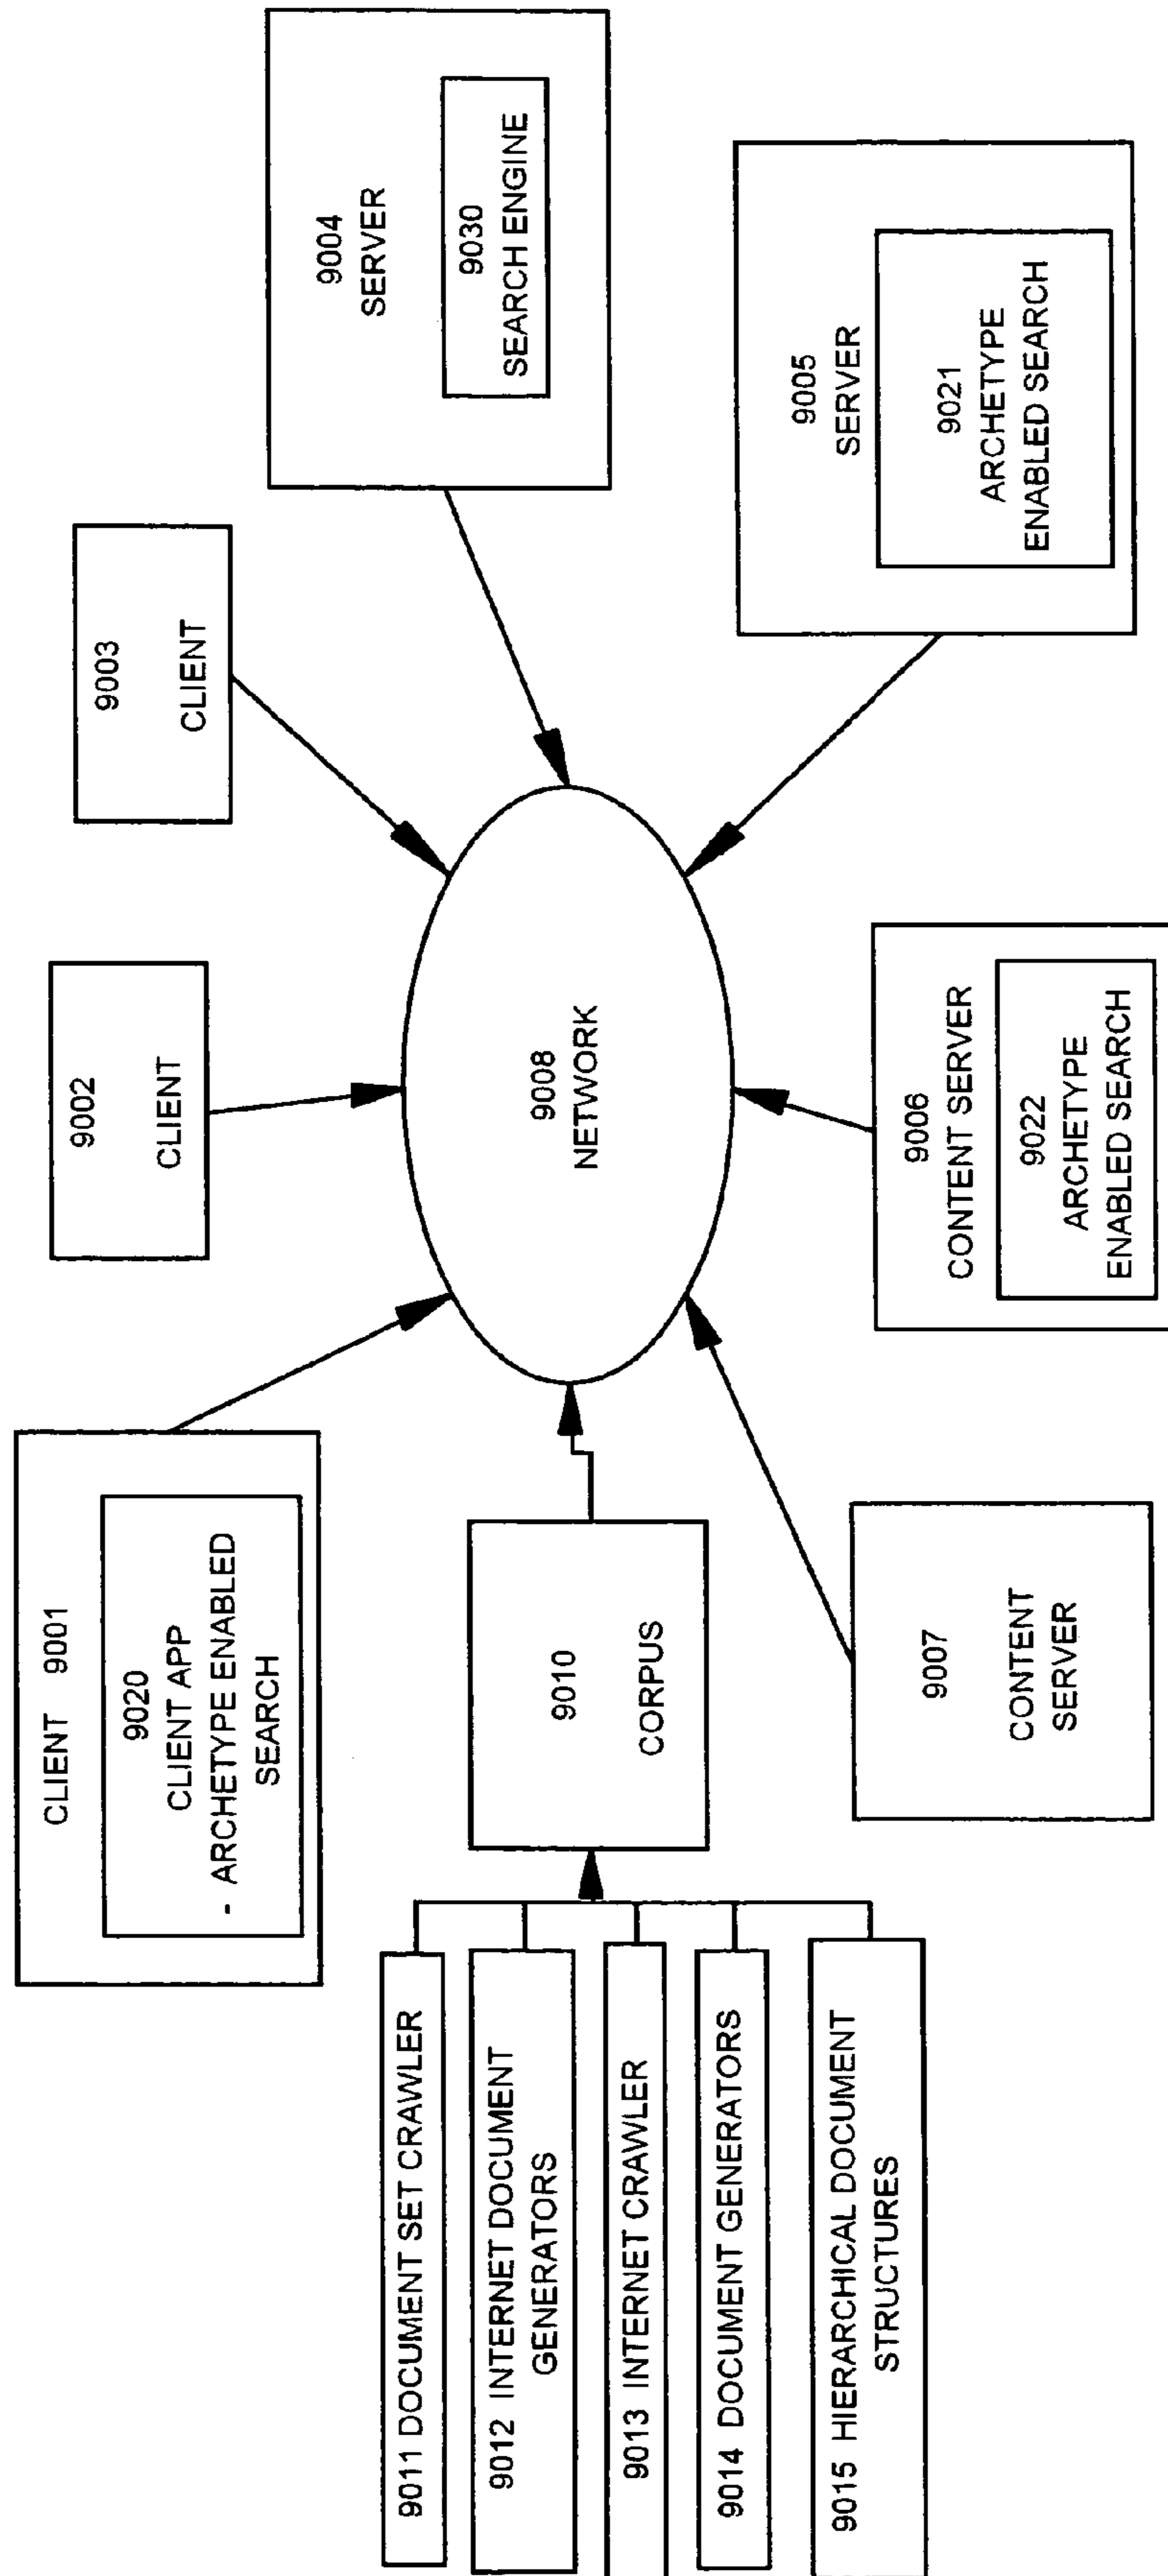 CLIENT 9001
9020
CLIENT APP
- ARCHETYPE ENABLED
SEARCH
9002
CLIENT
9003
CLIENT
9004
SERVER
9030
SEARCH ENGINE
9011 DOCUMENT SET CRAWLER
9012 INTERNET DOCUMENT
GENERATORS
9013 INTERNET CRAWLER
9014 DOCUMENT GENERATORS
9015 HIERARCHICAL DOCUMENT
STRUCTURES
9010
CORPUS
9008
NETWORK
9007
CONTENT
SERVER
9006
CONTENT SERVER
9022
ARCHETYPE
ENABLED SEARCH
9005
SERVER
9021
ARCHETYPE
ENABLED SEARCH